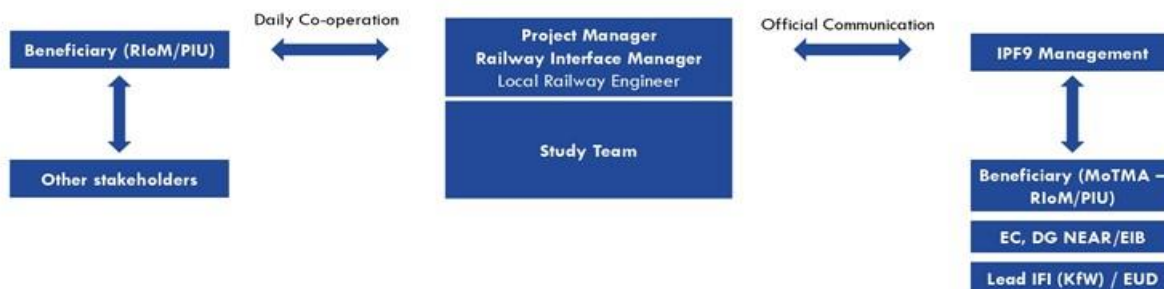 Daily Co-operation
Official Communication
Beneficiary (RIoM/PIU)
Project Manager
Railway Interface Manager
Local Railway Engineer
IPF9 Management
Study Team
Other stakeholders
Beneficiary (MoTMA –
RIoM/PIU)
EC, DG NEAR/EIB
Lead IFI (KfW) / EUD